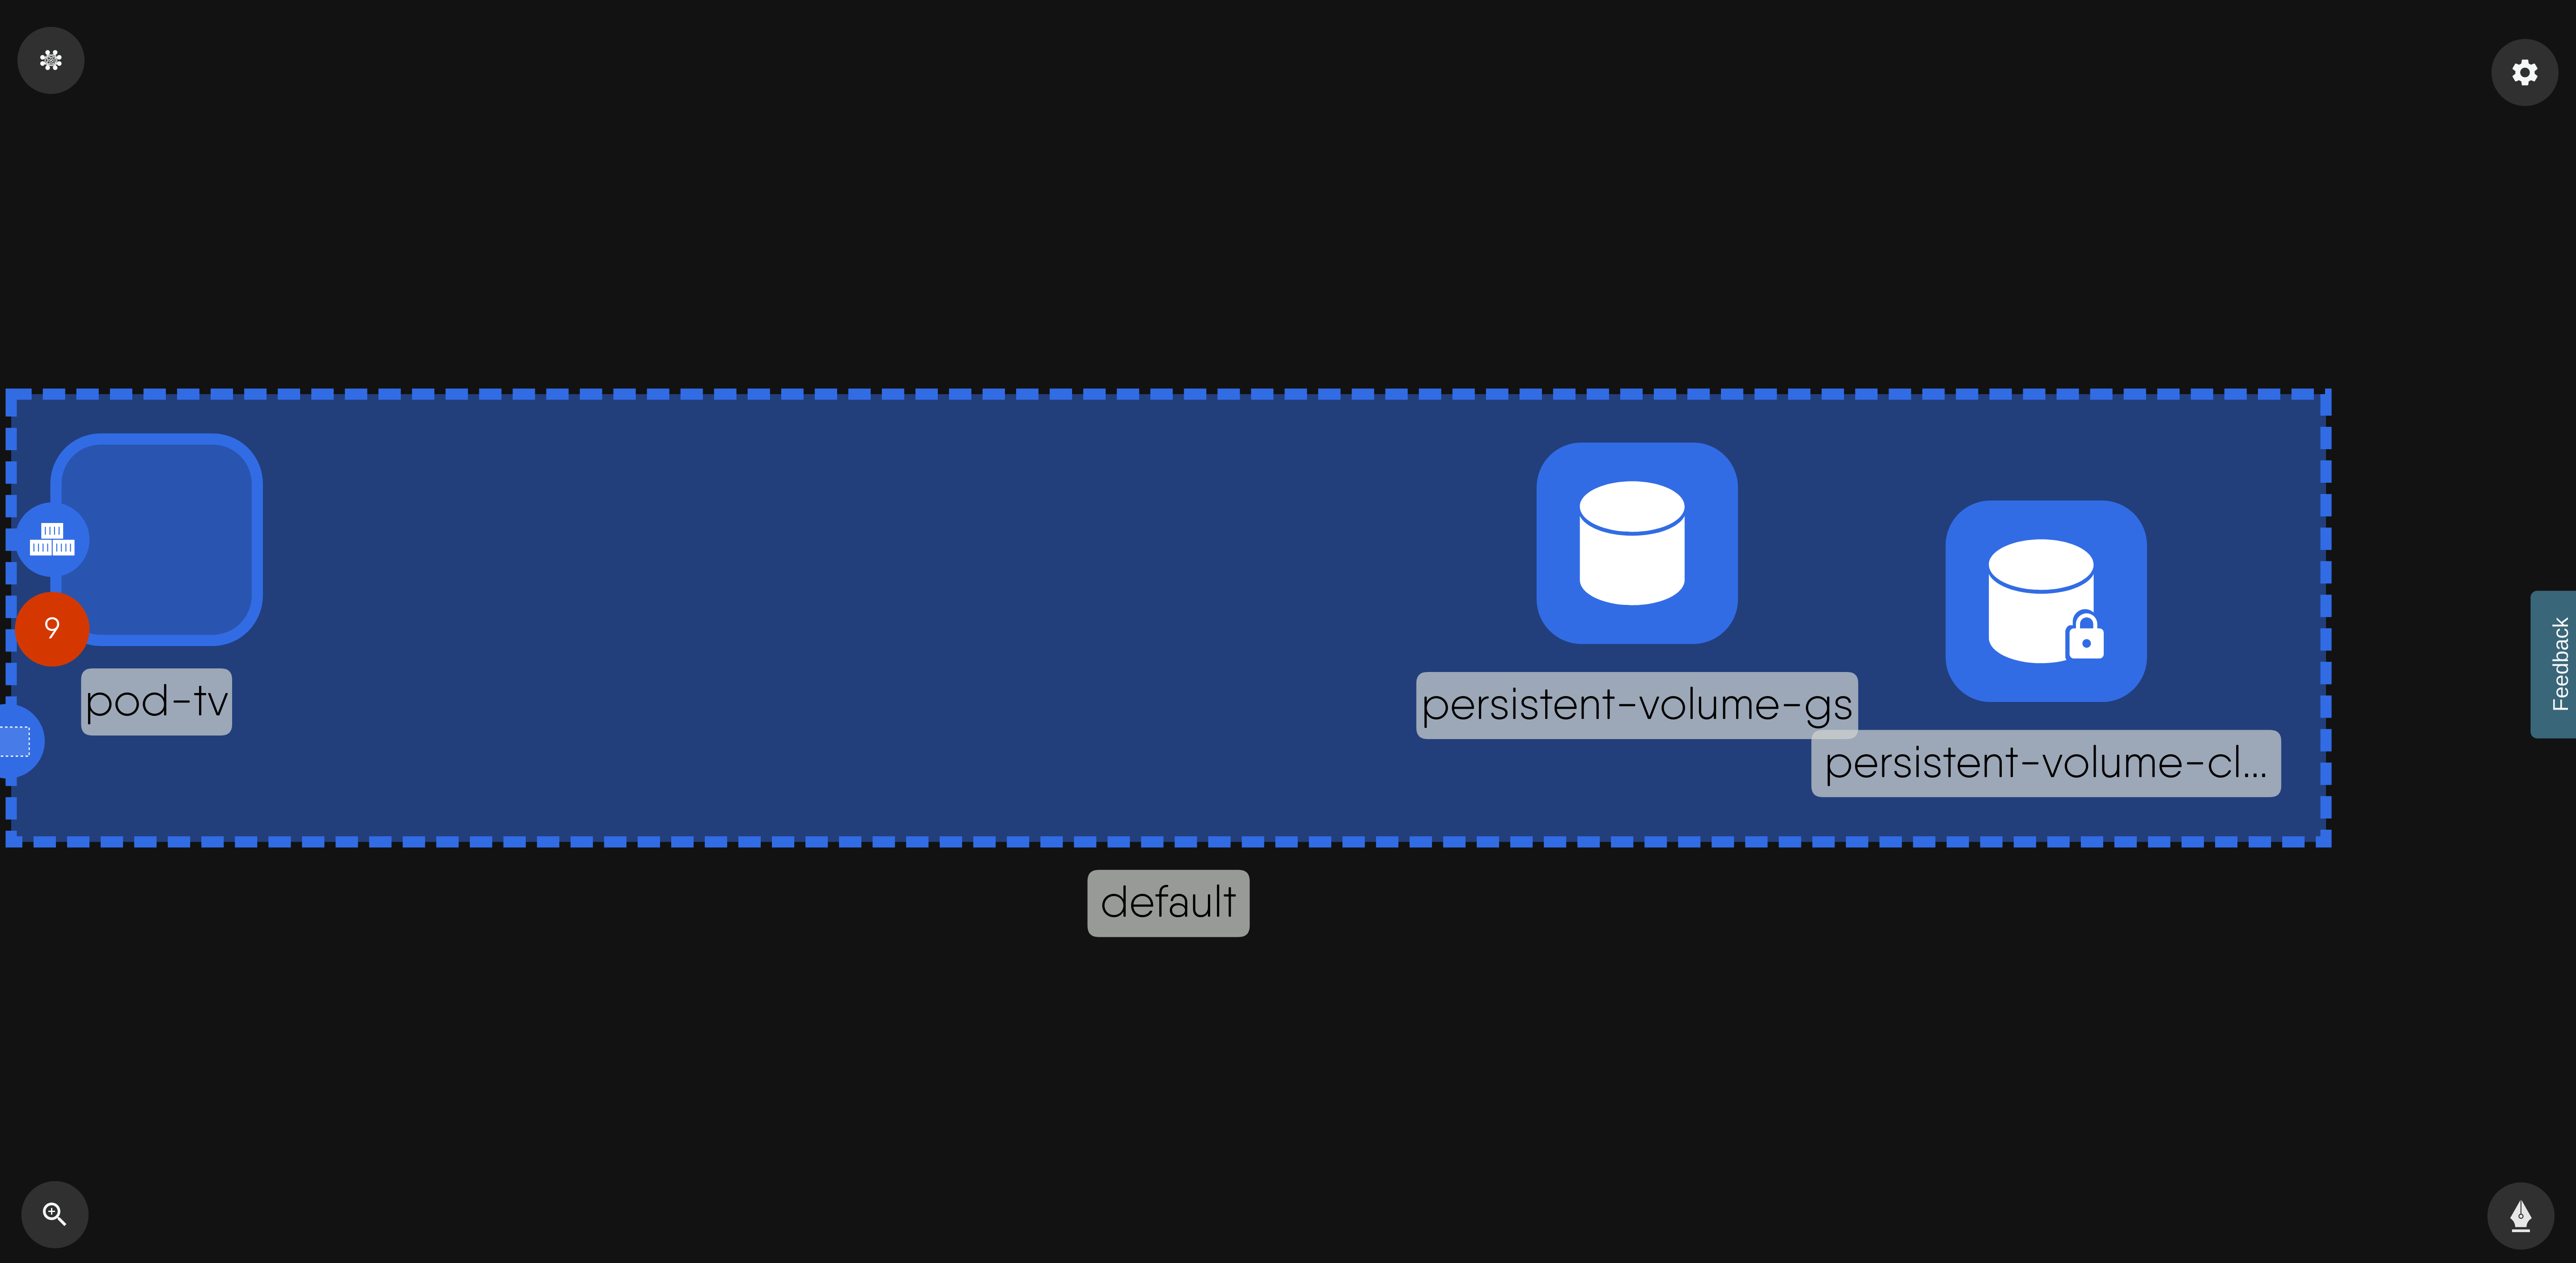 9
pod-tv
persistent-volume-gs
persistent-volume-cl...
default
Feedback